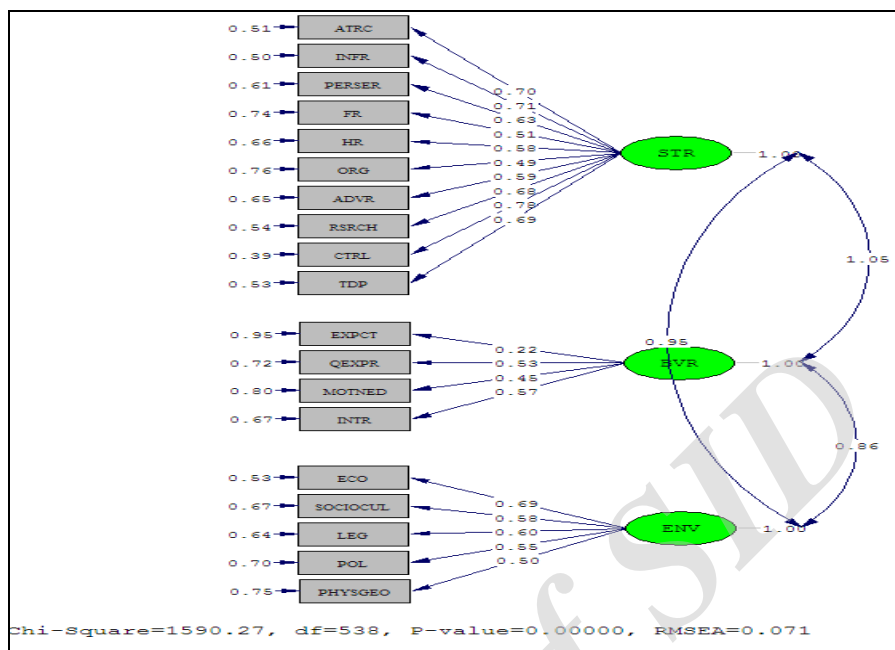 0.51 ATRC
0.50 INFR
0.61 PERSER
0.74 FR
0.66 HR
0.76 ORG
0.65 ADVR
0.54 RSRCH
0.39 CTRL
0.53 TDP
0.70
0.71
0.63
0.51
0.58
0.49
0.59
0.68
0.78
0.69
STR 1.00
1.05
0.95 EXPCT
0.72 QEXPR
0.80 MOTNED
0.67 INTR
0.22
0.53
0.45
0.57
0.95
BVR 1.00
0.86
0.53 ECO
0.67 SOCIOCUL
0.64 LEG
0.70 POL
0.75 PHYSGEO
0.69
0.58
0.60
0.55
0.50
ENV 1.00
Chi-Square=1590.27, df=538, P-value=0.00000, RMSEA=0.071
of SID